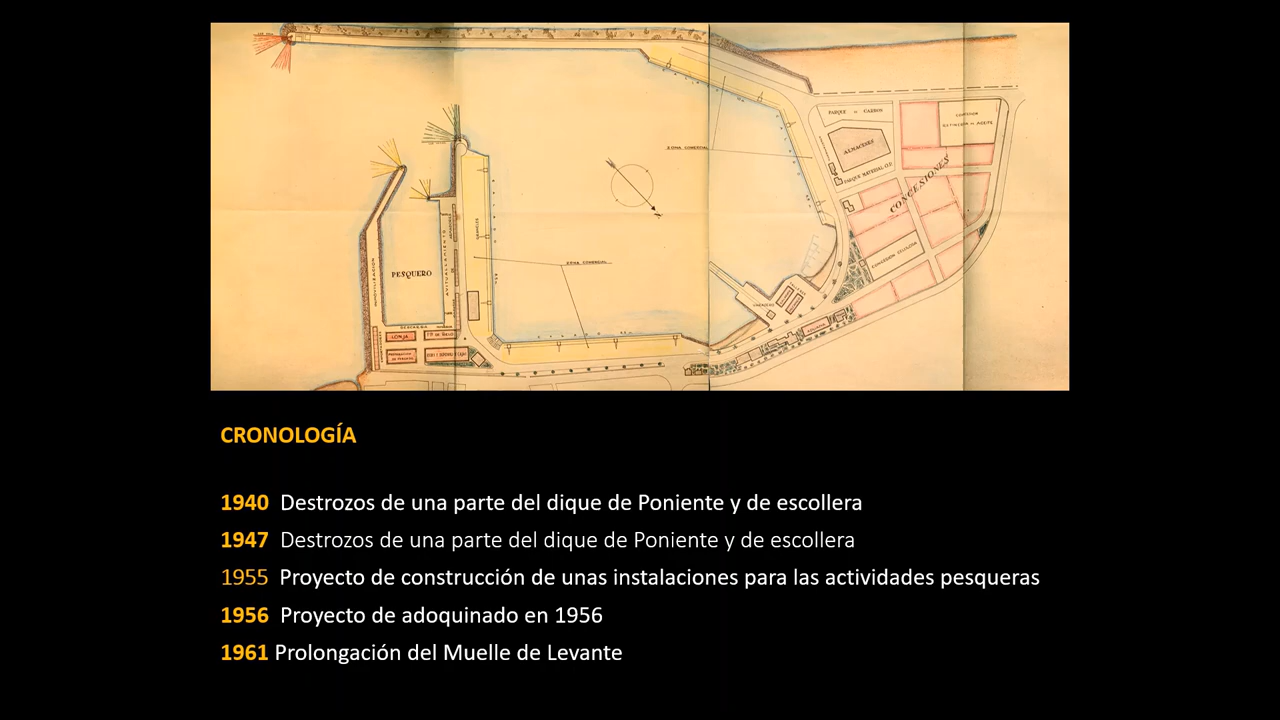 PARQUE DE CARBON
ALMACENES
PARQUE MATERIAL O.P.
CONCESIONES
ZONA COMERCIAL
PESQUERO
ZONA COMERCIAL
LONJA
ADUANA
CRONOLOGÍA
1940 Destrozos de una parte del dique de Poniente y de escollera
1947 Destrozos de una parte del dique de Poniente y de escollera
1955 Proyecto de construcción de unas instalaciones para las actividades pesqueras
1956 Proyecto de adoquinado en 1956
1961 Prolongación del Muelle de Levante